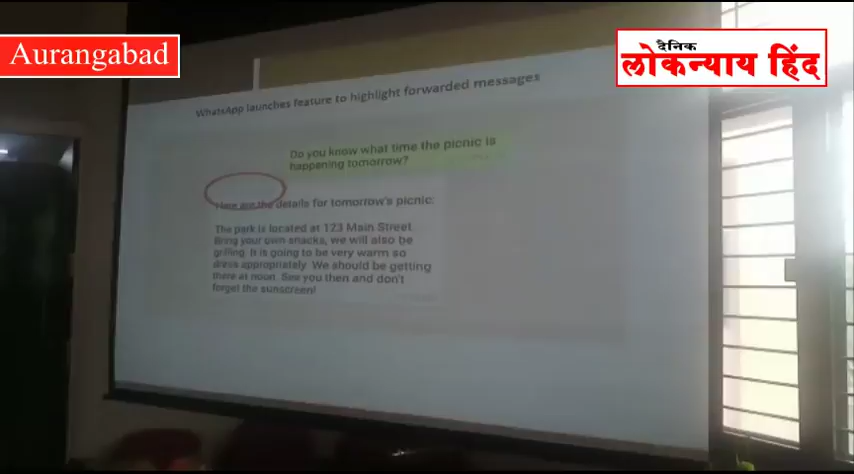 Aurangabad
दैनिक
लोकन्याय हिंद
WhatsApp launches feature to highlight forwarded messages
Do you know what time the picnic is
happening tomorrow?
Here are the details for tomorrow's picnic:
The park is located at 123 Main Street.
Bring your own snacks, we will also be
grilling. It is going to be very warm so
dress appropriately. We should be getting
there at noon. See you then and don't
forget the sunscreen!